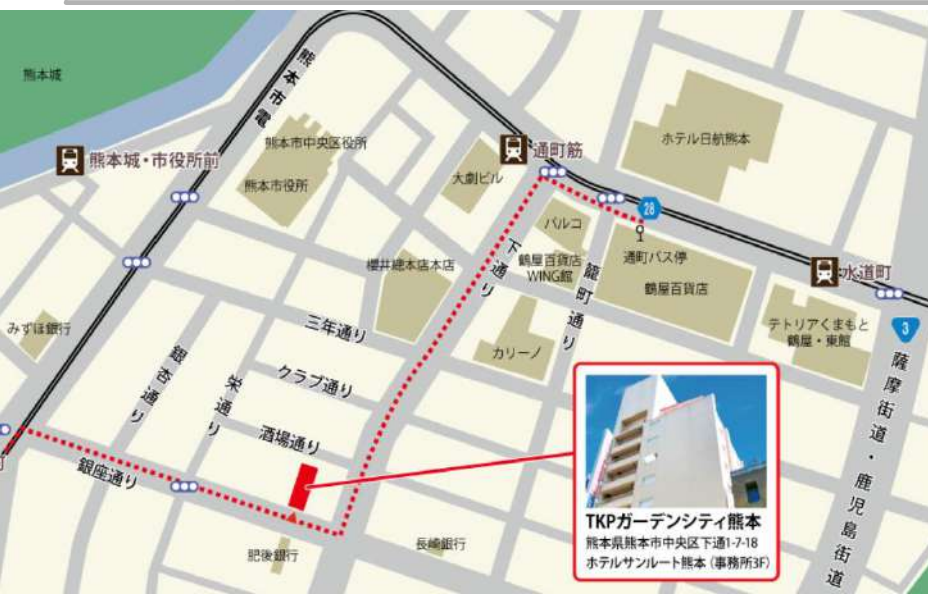 熊本城
熊本市電
熊本市中央区役所
熊本市役所
熊本城・市役所前
大劇ビル
通町筋
ホテル日航熊本
28
パルコ
下通り
鶴屋百貨店
WING館
籠町通り
通町バス停
鶴屋百貨店
水道町
テトリアくまもと
鶴屋・東館
3
薩摩街道・鹿児島街道
櫻井總本店本店
カリーノ
みずほ銀行
三年通り
クラブ通り
銀杏通り
栄通り
酒場通り
銀座通り
肥後銀行
長崎銀行
TKPガーデンシティ熊本
熊本県熊本市中央区下通1-7-18
ホテルサンルート熊本（事務所3F）